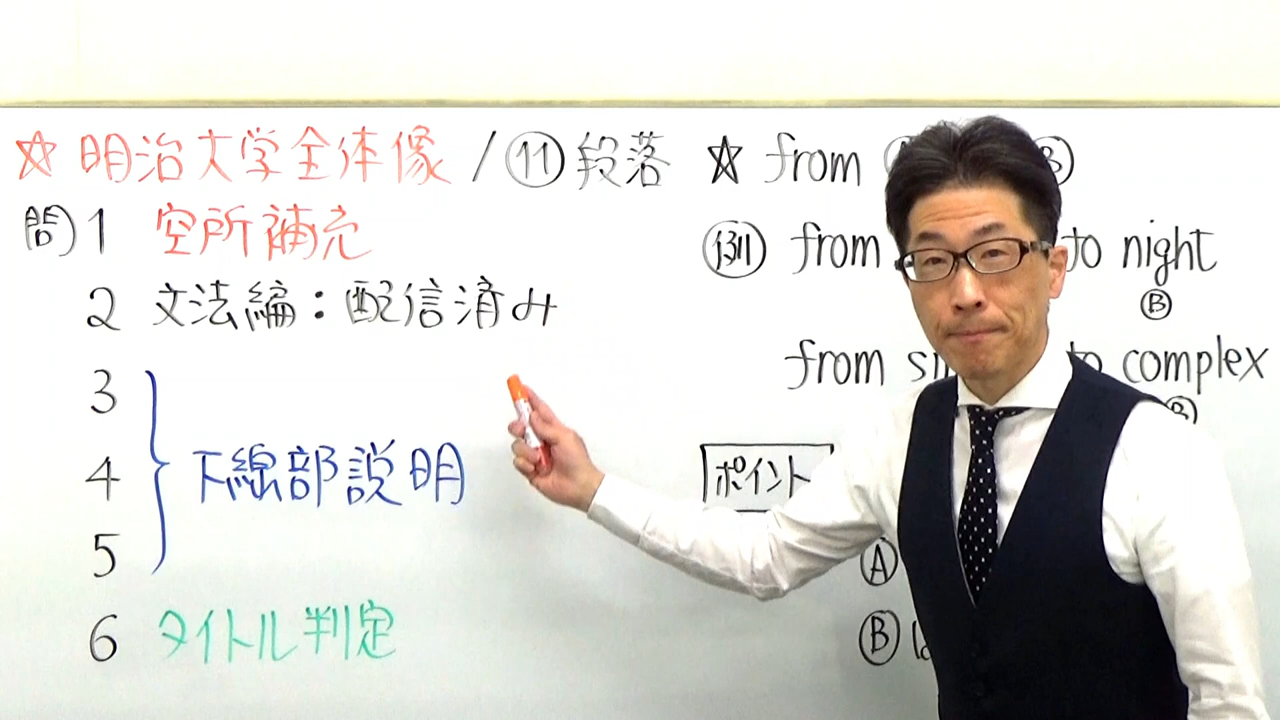 ☆ 明治大学全体像 / ⑪ 段落
問) 1 空所補充
2 文法編：配信済み
3
4 下線部説明
5
6 タイトル判定
☆ from Ⓑ
例 from to night
Ⓑ
from to complex
Ⓑ
ポイント
Ⓐ
Ⓑ